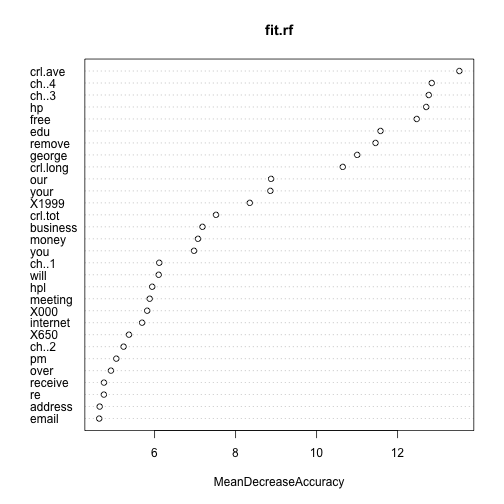 fit.rf
crl.ave
ch..4
ch..3
hp
free
edu
remove
george
crl.long
our
your
X1999
crl.tot
business
money
you
ch..1
will
hpl
meeting
X000
internet
X650
ch..2
pm
over
receive
re
address
email
6 8 10 12
MeanDecreaseAccuracy